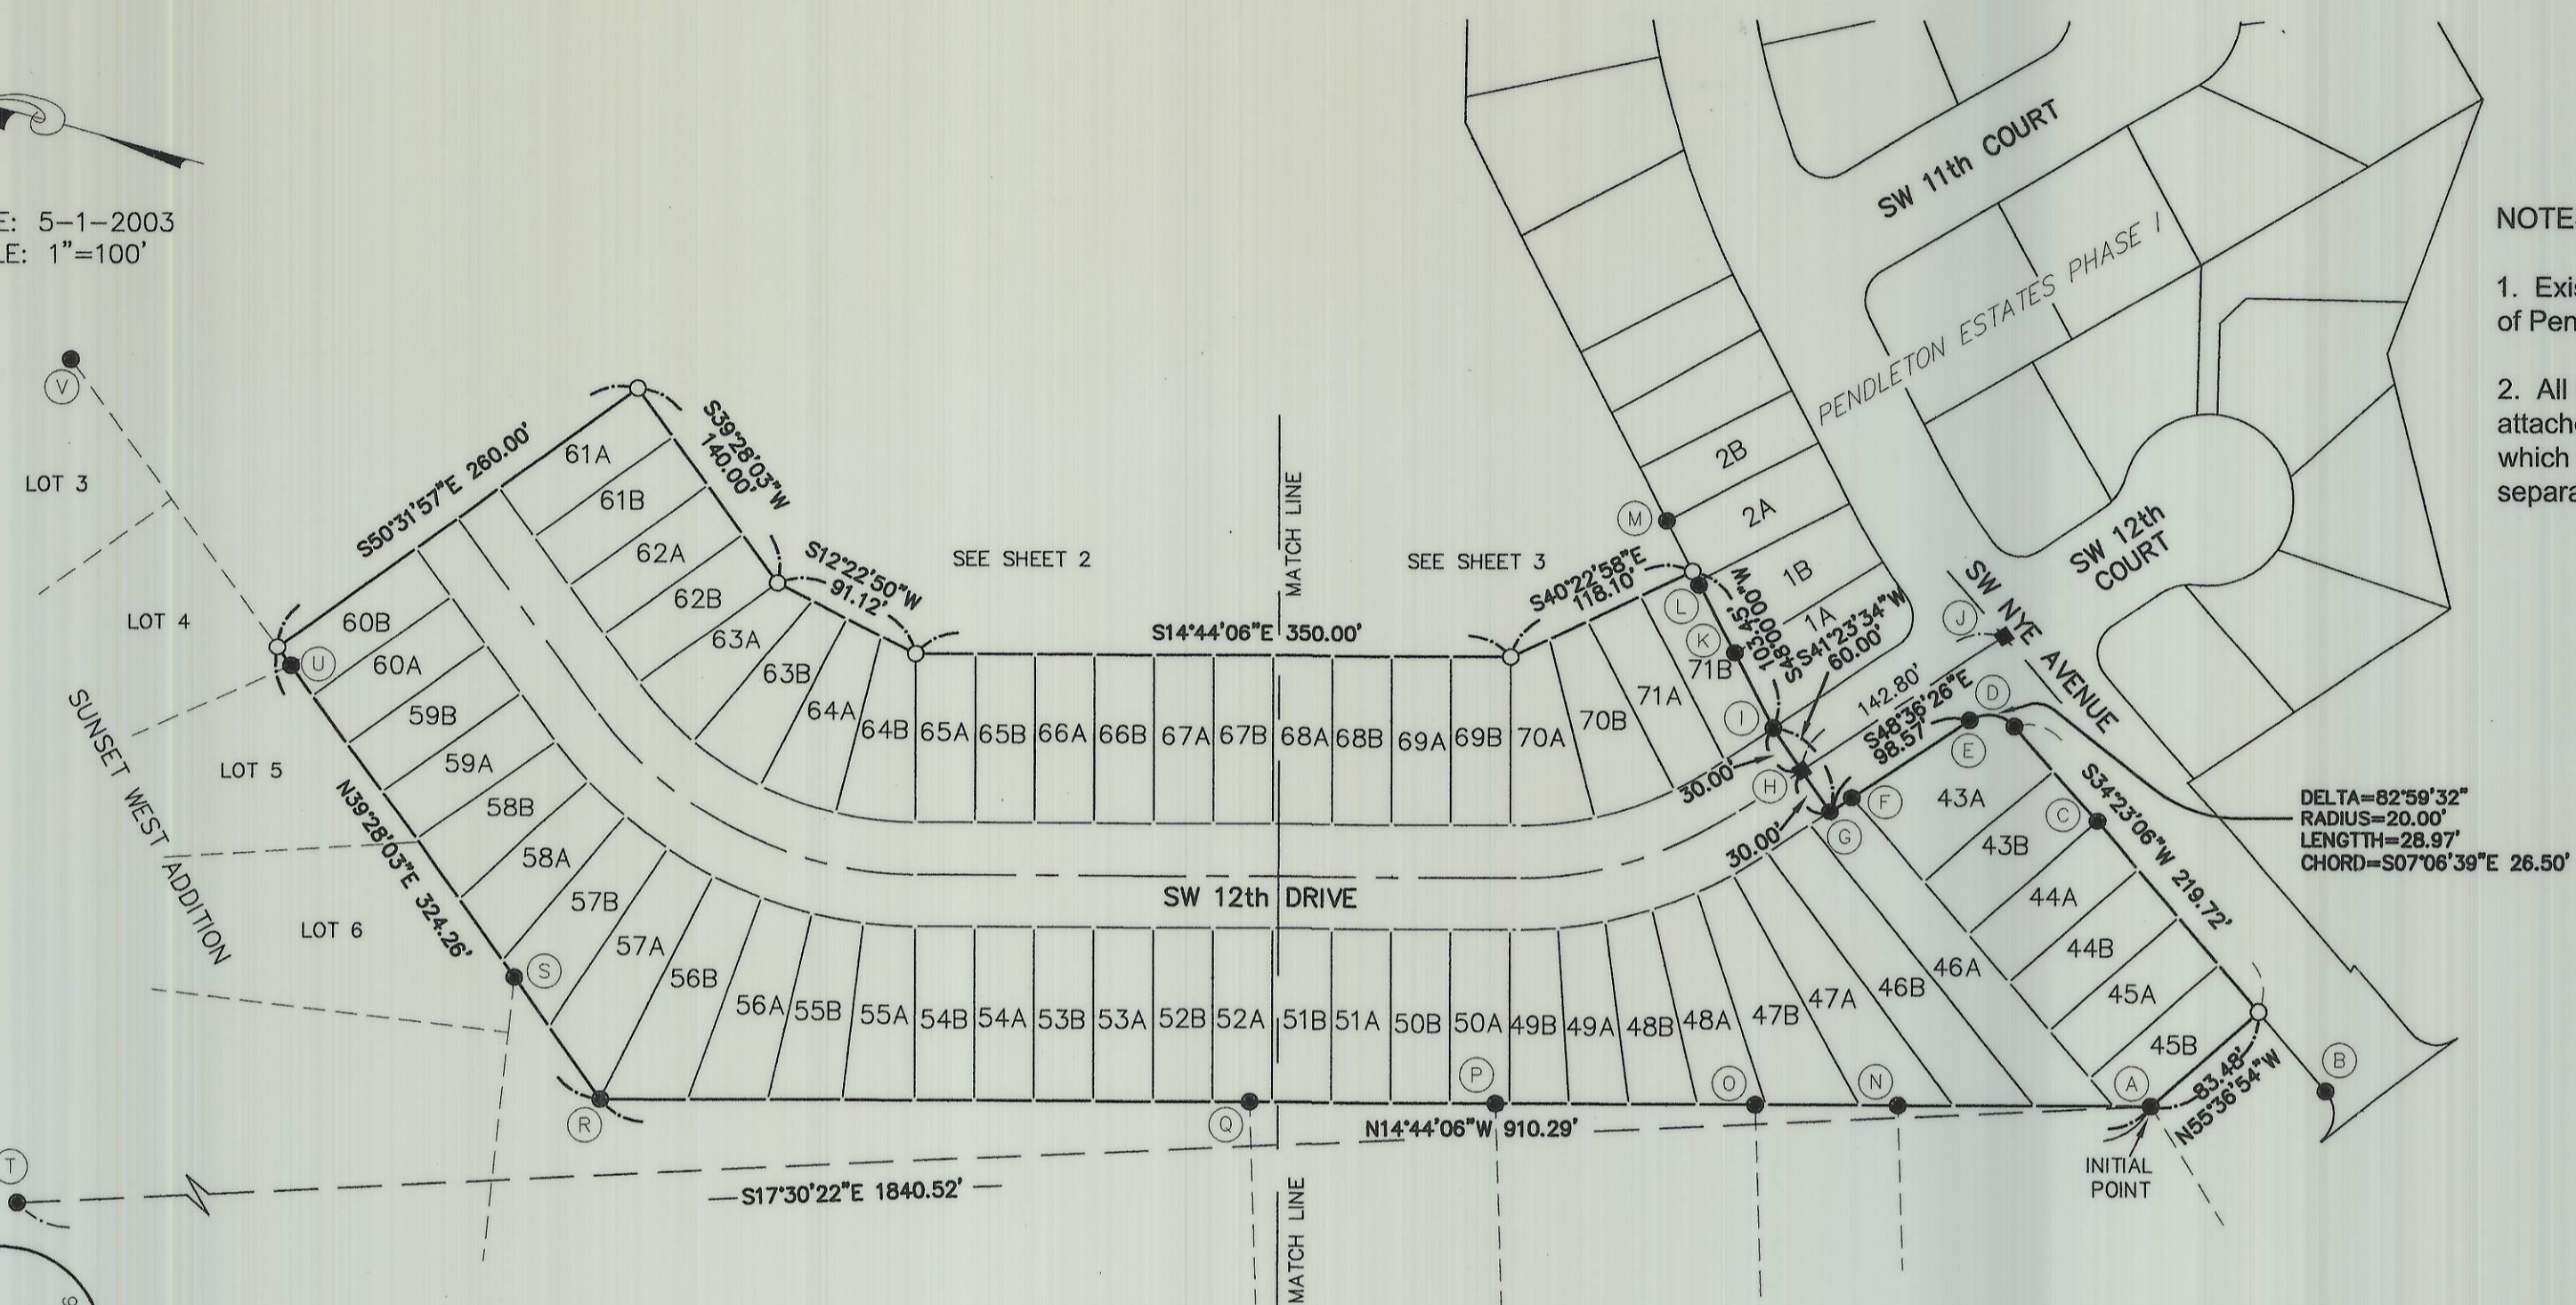 E: 5-1-2003
LE: 1"=100'
V
LOT 3
LOT 4
LOT 5
LOT 6
SUNSET WEST ADDITION
S50°31'57"E 260.00'
S39°28'03"W
140.00'
S12°22'50"W
91.12'
SEE SHEET 2
MATCH LINE
SEE SHEET 3
S14°44'06"E 350.00'
S40°22'58"E
118.10'
61A
61B
62A
62B
63A
63B
64A
64B
65A
65B
66A
66B
67A
67B
68A
68B
69A
69B
70A
70B
71A
71B
60B
60A
59B
59A
58B
58A
57B
57A
56B
56A
55B
55A
54B
54A
53B
53A
52B
52A
51B
51A
50B
50A
49B
49A
48B
48A
47B
47A
46B
46A
U
N39°28'03"E 324.26'
S
R
T
SW 12th DRIVE
S17°30'22"E 1840.52'
N14°44'06"W 910.29'
MATCH LINE
Q
P
O
N
A
B
INITIAL
POINT
83.48'
N55°36'54"W
43A
43B
44A
44B
45A
45B
S34°23'06"W 219.72'
C
D
E
F
G
H
I
J
K
L
M
2B
2A
1B
1A
S48°00'00"W
103.45'
S41°23'34"W
60.00'
142.80'
S48°36'26"E
98.57'
30.00'
30.00'
SW NYE AVENUE
SW 11th COURT
PENDLETON ESTATES PHASE I
SW 12th
COURT
DELTA=82°59'32"
RADIUS=20.00'
LENGTTH=28.97'
CHORD=S07°06'39"E 26.50'
NOTE
1. Exi
of Pen
2. All
attach
which
separa